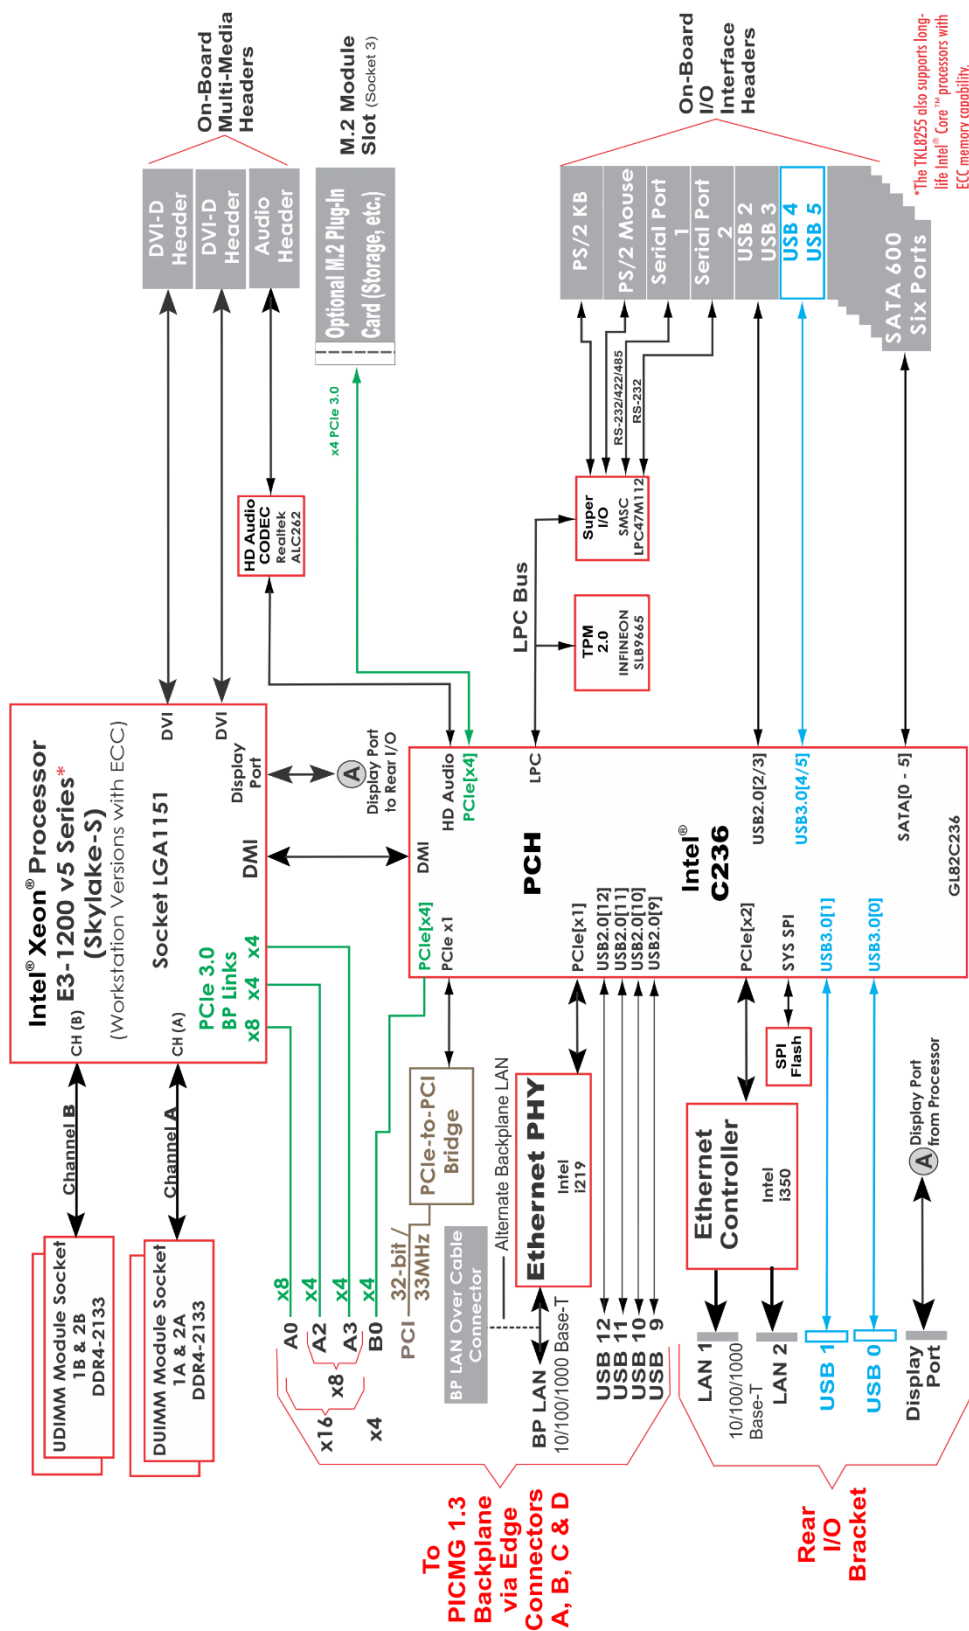 Intel® Xeon® Processor
E3-1200 v5 Series*
(Skylake-S)
(Workstation Versions with ECC)
Socket LGA1151
CH (B)
CH (A)
PCIe 3.0
BP Links
x8
x4
x4
DMI
Display
Port
DVI
DVI
Channel B
Channel A
UDIMM Module Socket
1B & 2B
DDR4-2133
DUIMM Module Socket
1A & 2A
DDR4-2133
DVI-D
Header
DVI-D
Header
Audio
Header
On-Board
Multi-Media
Headers
HD Audio
CODEC
Realtek
ALC262
Optional M.2 Plug-In
Card (Storage, etc.)
M.2 Module
Slot (Socket 3)
x4 PCIe 3.0
A
Display Port
to Rear I/O
A0
x8
A2
x4
A3
x4
B0
x4
x8
x16
x4
PCI
32-bit /
33MHz
PCIe-to-PCI
Bridge
PCH
Intel®
C236
GL82C236
PCIe[x4]
PCIe x1
DMI
HD Audio
PCIe[x4]
LPC
PCIe[x1]
USB2.0[12]
USB2.0[11]
USB2.0[10]
USB2.0[9]
PCIe[x2]
SYS SPI
USB3.0[1]
USB3.0[0]
USB2.0[2/3]
USB3.0[4/5]
SATA[0 - 5]
BP LAN Over Cable
Connector
Alternate Backplane LAN
Ethernet PHY
Intel
i219
BP LAN
10/100/1000 Base-T
USB 12
USB 11
USB 10
USB 9
To
PICMG 1.3
Backplane
via Edge
Connectors
A, B, C & D
LPC Bus
TPM
2.0
INFINEON
SLB9665
Super
I/O
SMSC
LPC47M112
RS-232/422/485
RS-232
PS/2 KB
PS/2 Mouse
Serial Port
1
Serial Port
2
USB 2
USB 3
USB 4
USB 5
SATA 600
Six Ports
On-Board
I/O
Interface
Headers
Ethernet
Controller
Intel
i350
SPI
Flash
LAN 1
10/100/1000
Base-T
LAN 2
USB 1
USB 0
Display
Port
A
Display Port
from Processor
Rear
I/O
Bracket
*The TKL8255 also supports long-
life Intel® Core™ processors with
ECC memory capability.